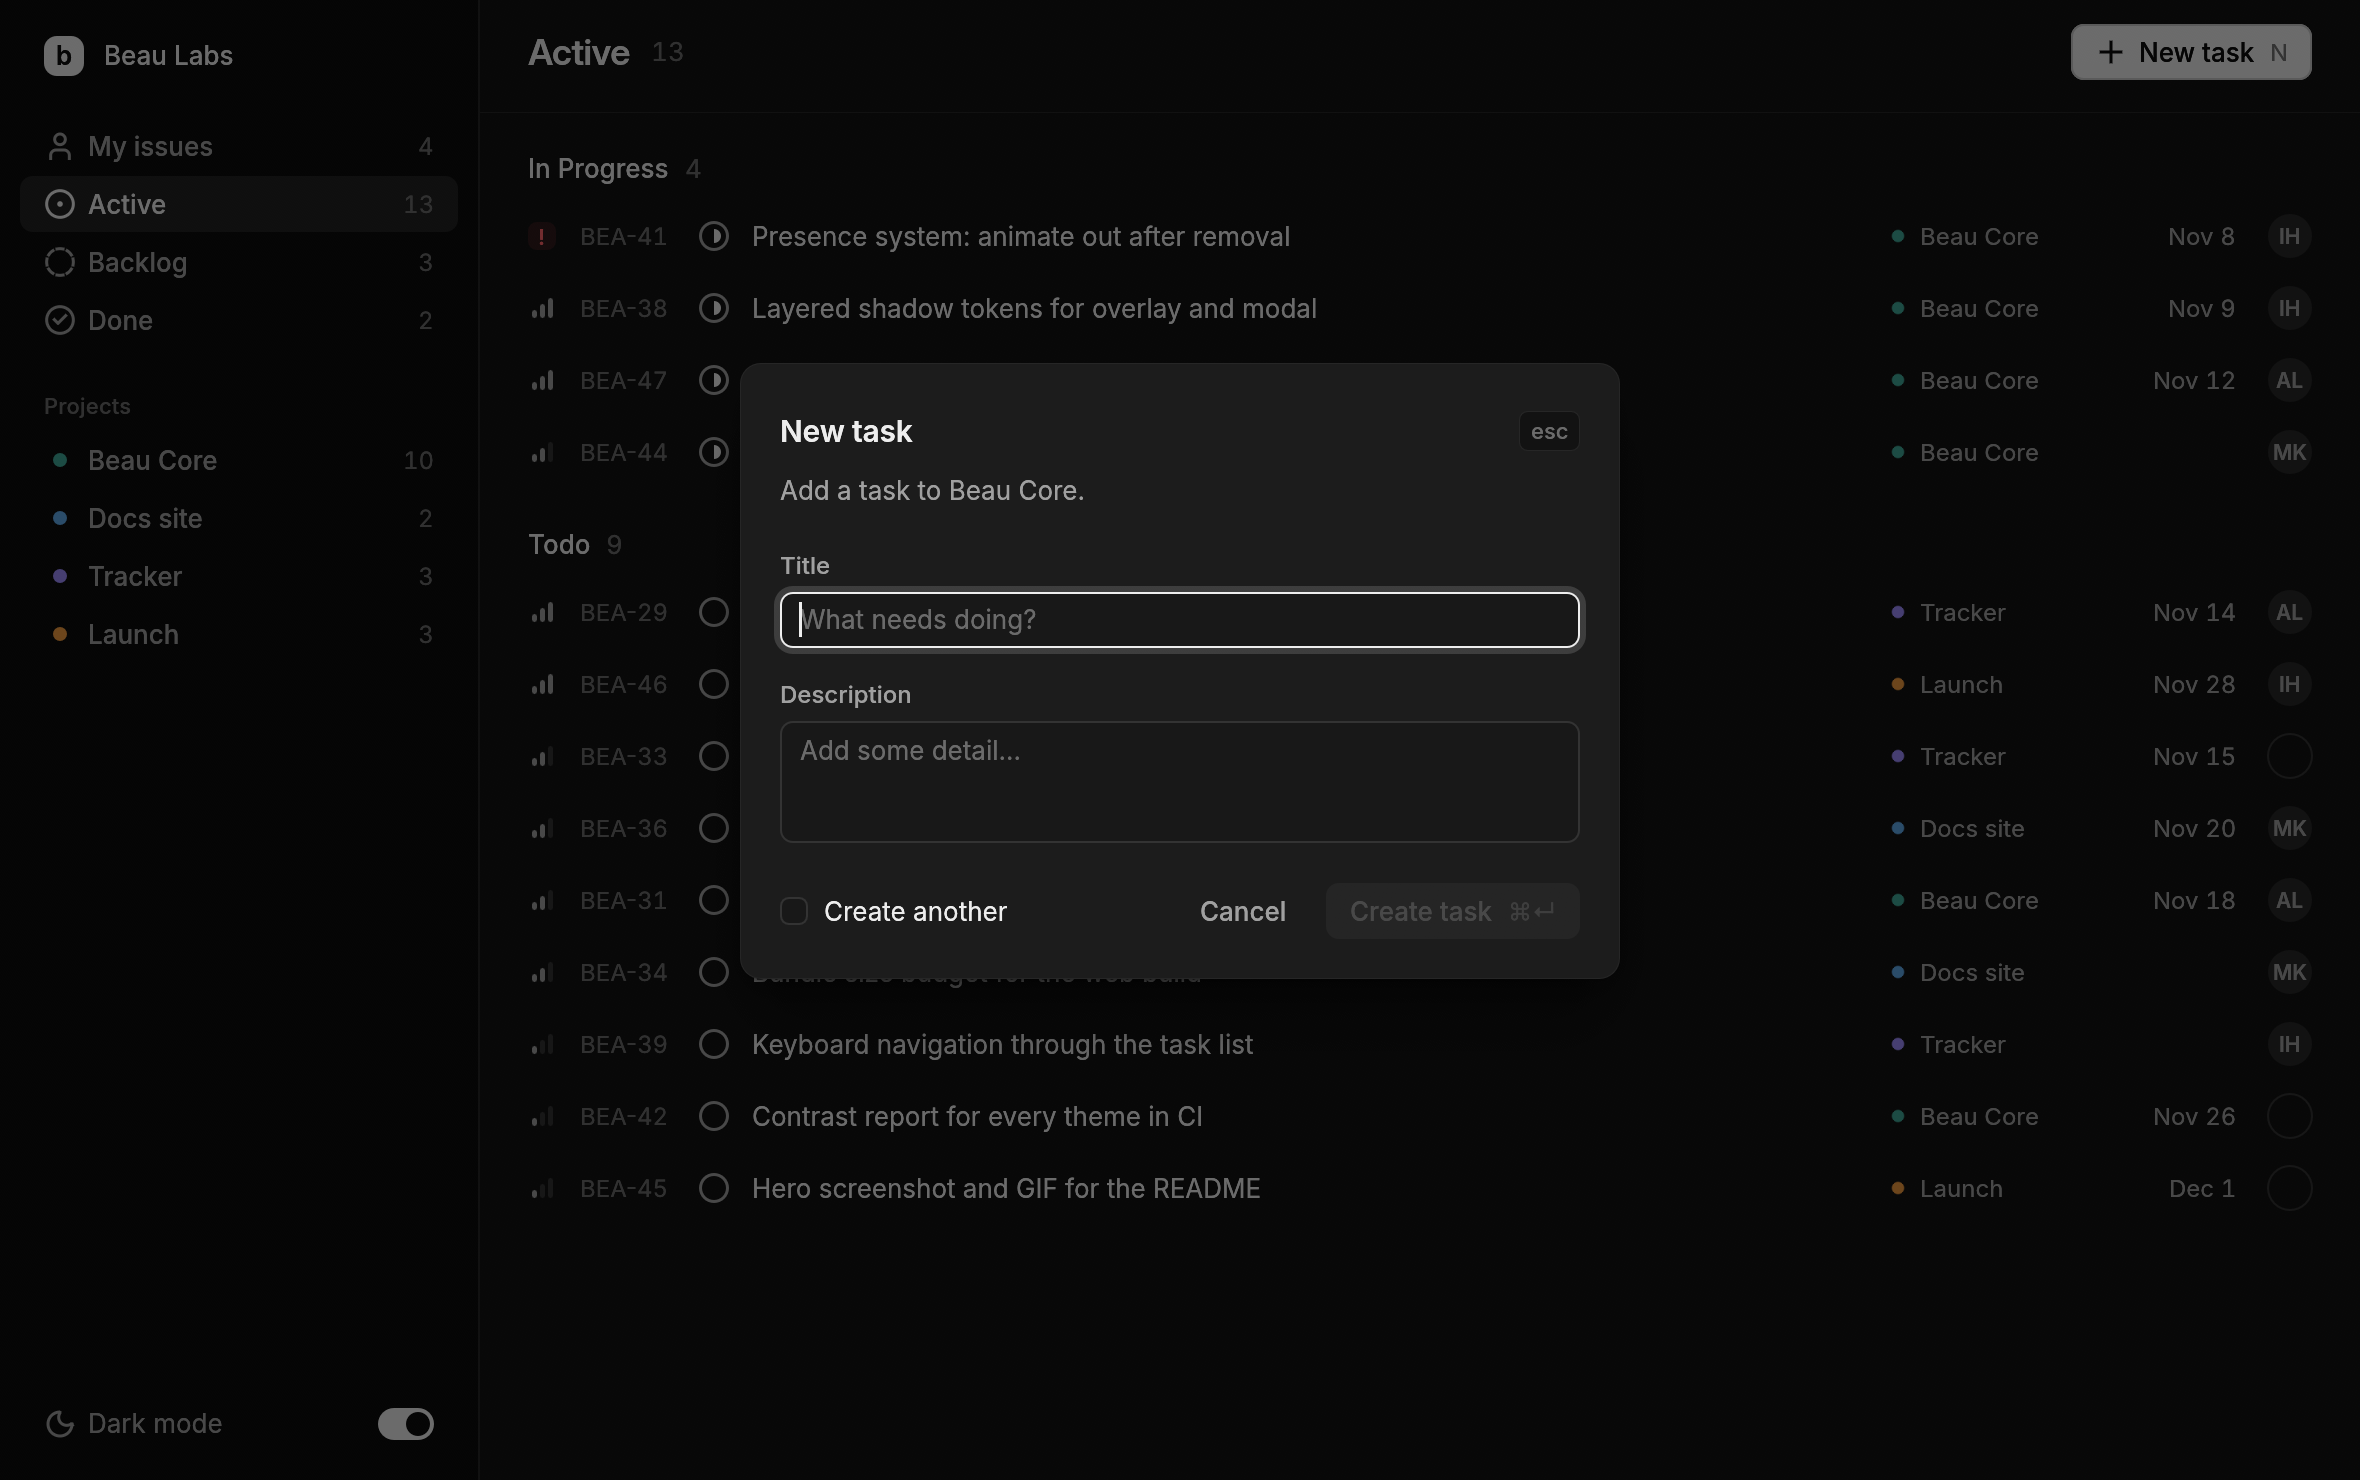 b Beau Labs
My issues 4
Active 13
Backlog 3
Done 2
Projects
Beau Core 10
Docs site 2
Tracker 3
Launch 3
Dark mode
Active 13
New task N
In Progress 4
! BEA-41 Presence system: animate out after removal Beau Core Nov 8 IH
BEA-38 Layered shadow tokens for overlay and modal Beau Core Nov 9 IH
BEA-47 Beau Core Nov 12 AL
BEA-44 Beau Core MK
Todo 9
BEA-29 Tracker Nov 14 AL
BEA-46 Launch Nov 28 IH
BEA-33 Tracker Nov 15
BEA-36 Docs site Nov 20 MK
BEA-31 Beau Core Nov 18 AL
BEA-34 Bundle size budget for the web build Docs site MK
BEA-39 Keyboard navigation through the task list Tracker IH
BEA-42 Contrast report for every theme in CI Beau Core Nov 26
BEA-45 Hero screenshot and GIF for the README Launch Dec 1
New task esc
Add a task to Beau Core.
Title
What needs doing?
Description
Add some detail...
Create another Cancel Create task ⌘↵